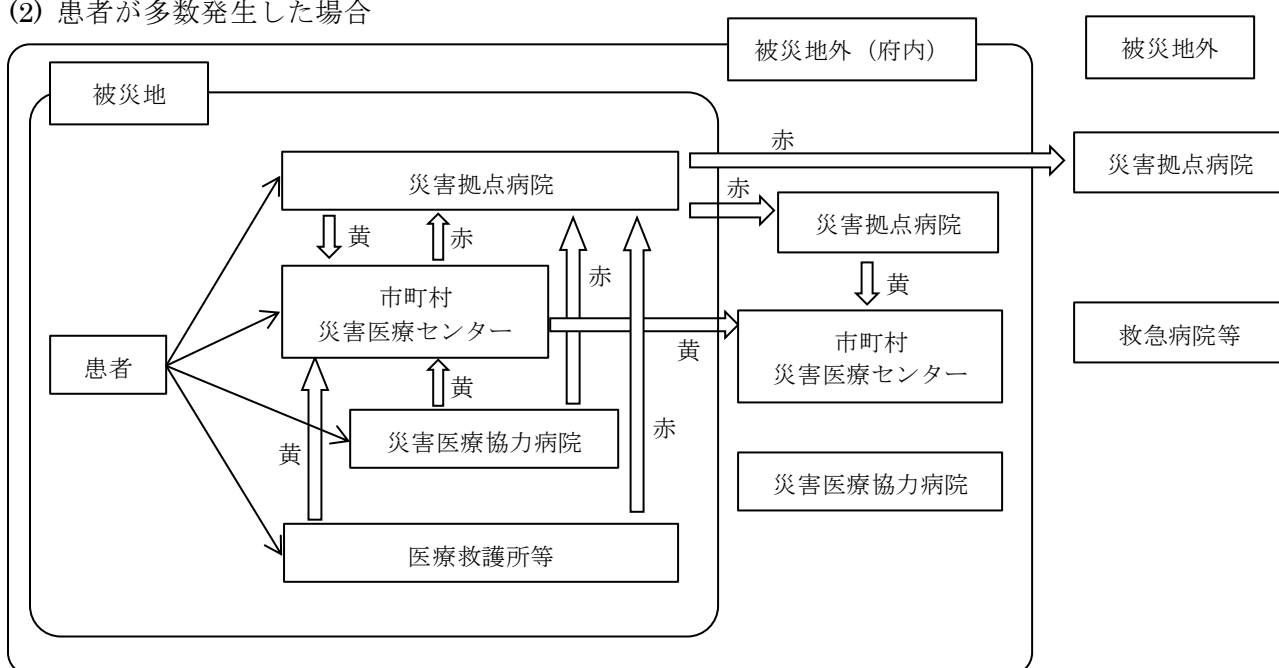 (2) 患者が多数発生した場合
被災地外（府内）
被災地外
被災地
赤
災害拠点病院
災害拠点病院
赤
災害拠点病院
黄
赤
赤
黄
市町村
災害医療センター
市町村
災害医療センター
救急病院等
黄
患者
黄
災害医療協力病院
赤
黄
災害医療協力病院
医療救護所等